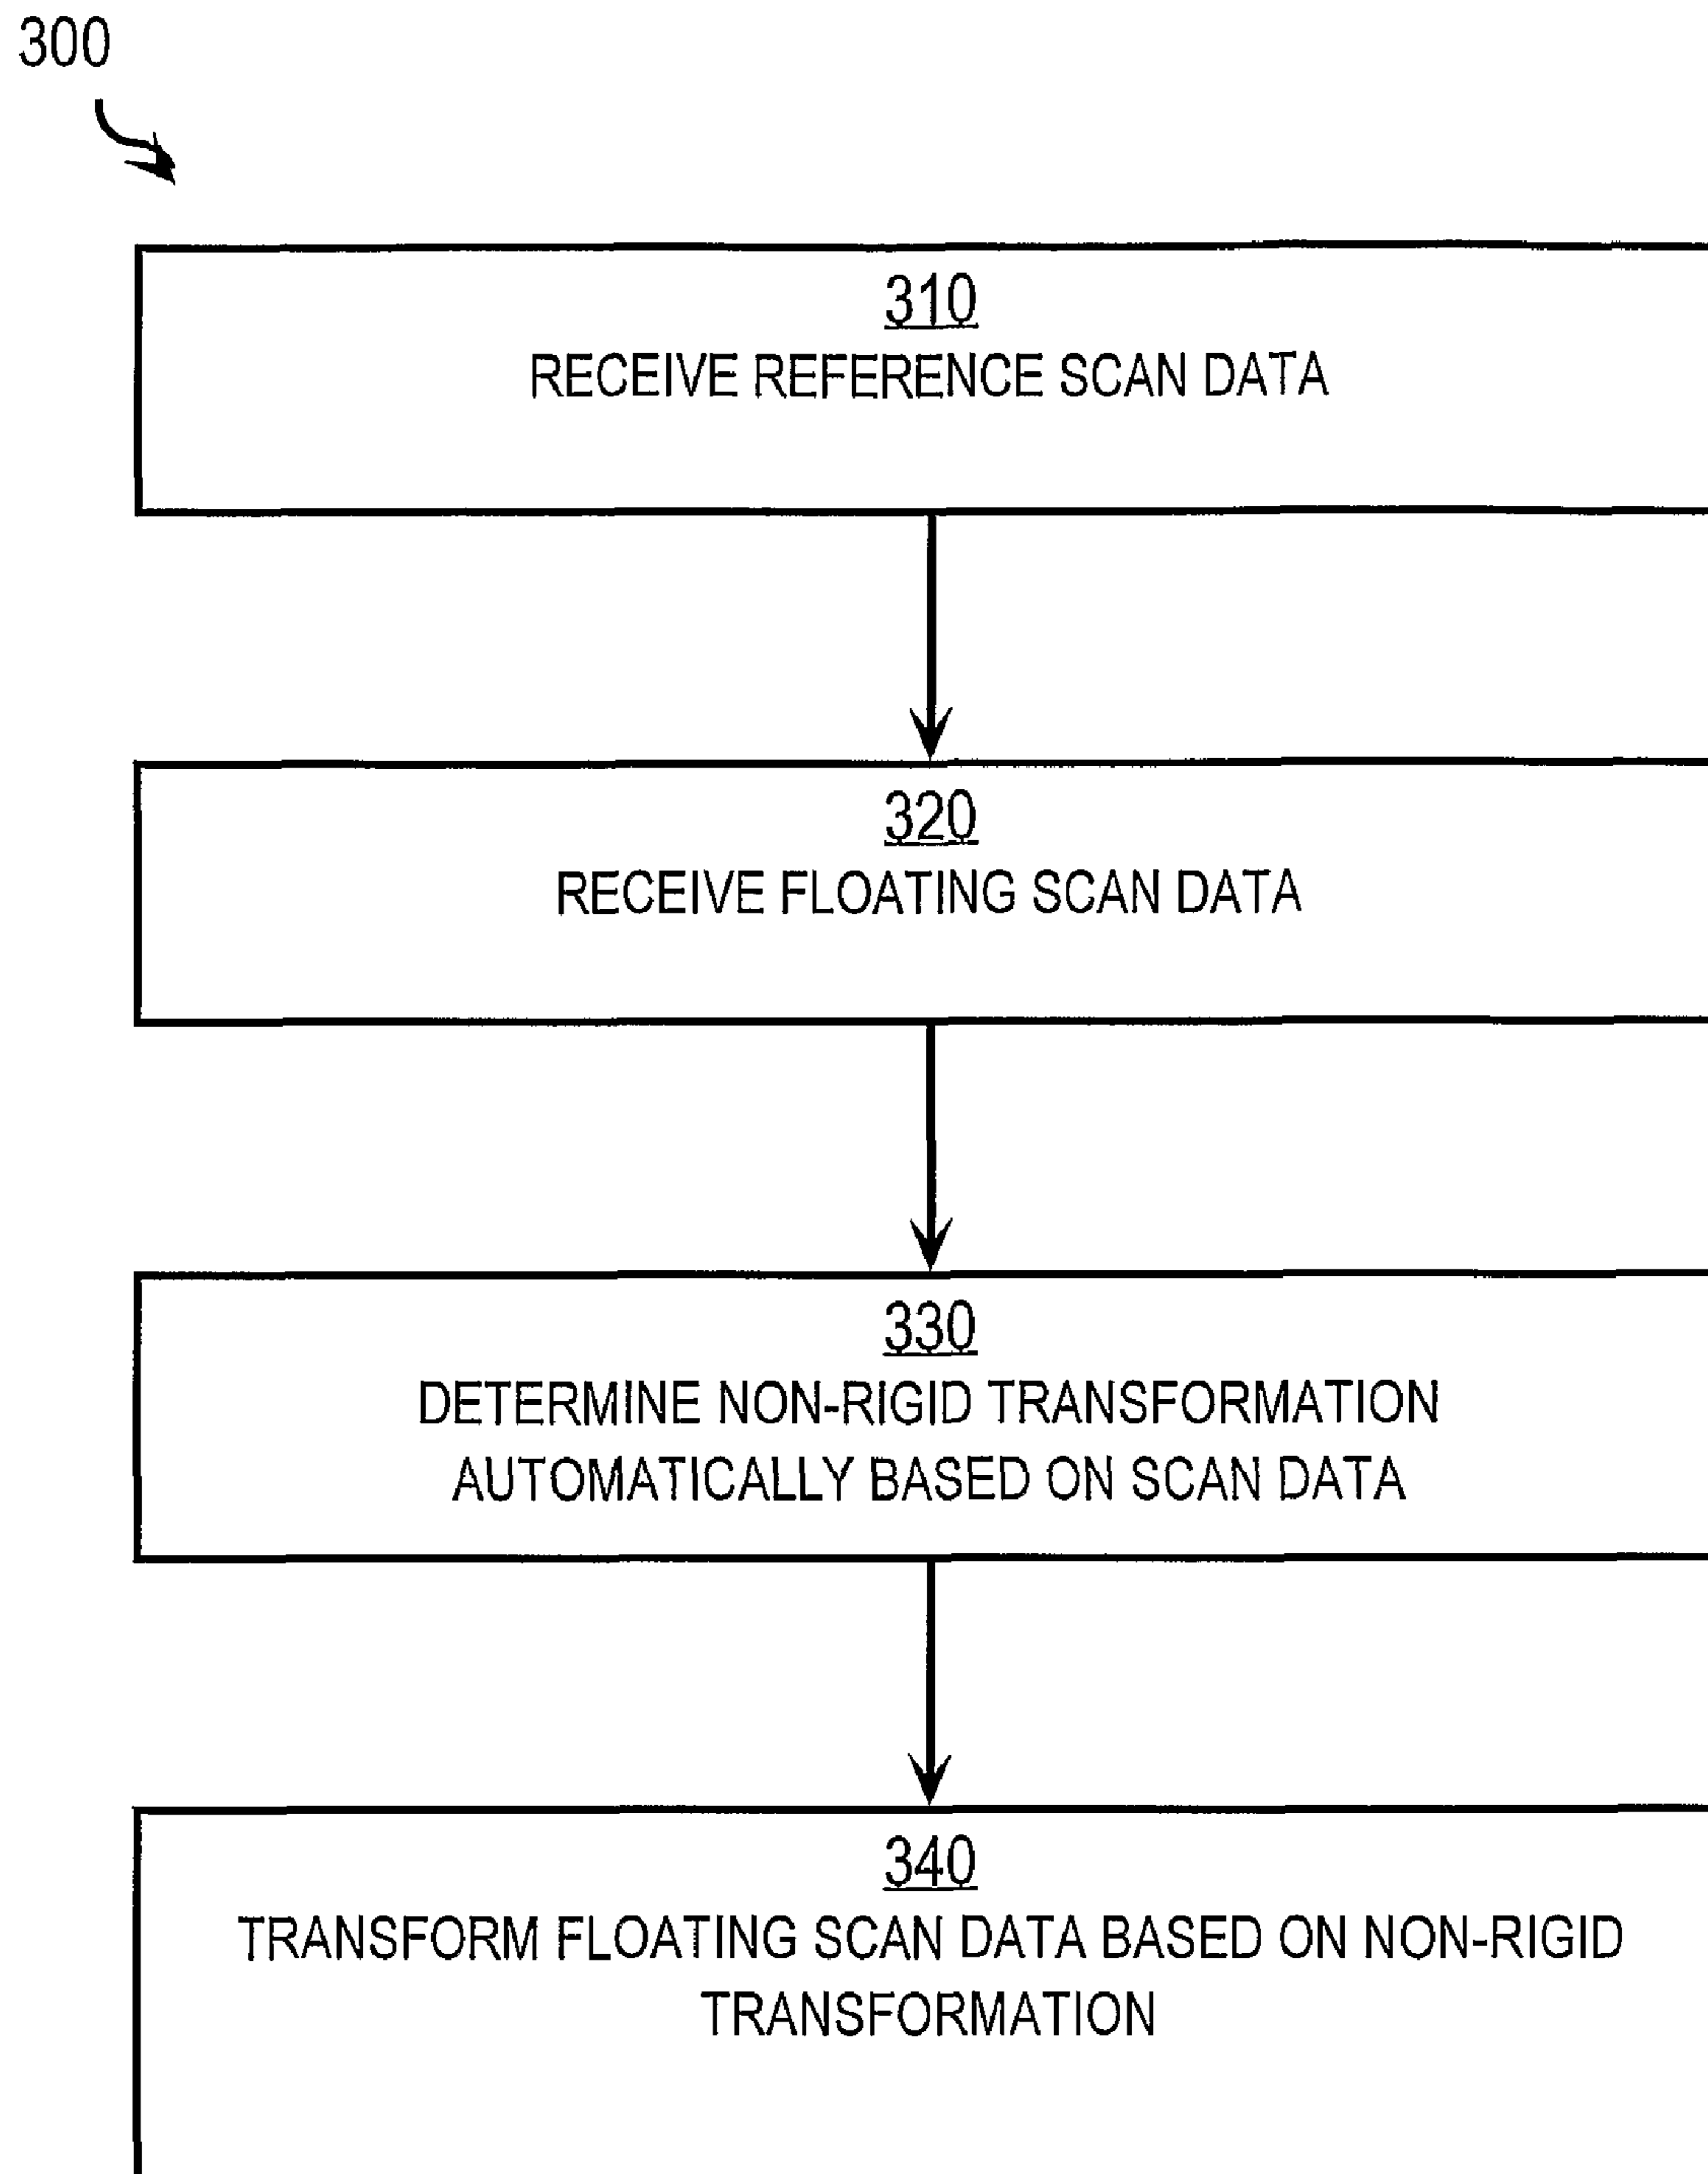 300
310
RECEIVE REFERENCE SCAN DATA
320
RECEIVE FLOATING SCAN DATA
330
DETERMINE NON-RIGID TRANSFORMATION
AUTOMATICALLY BASED ON SCAN DATA
340
TRANSFORM FLOATING SCAN DATA BASED ON NON-RIGID
TRANSFORMATION